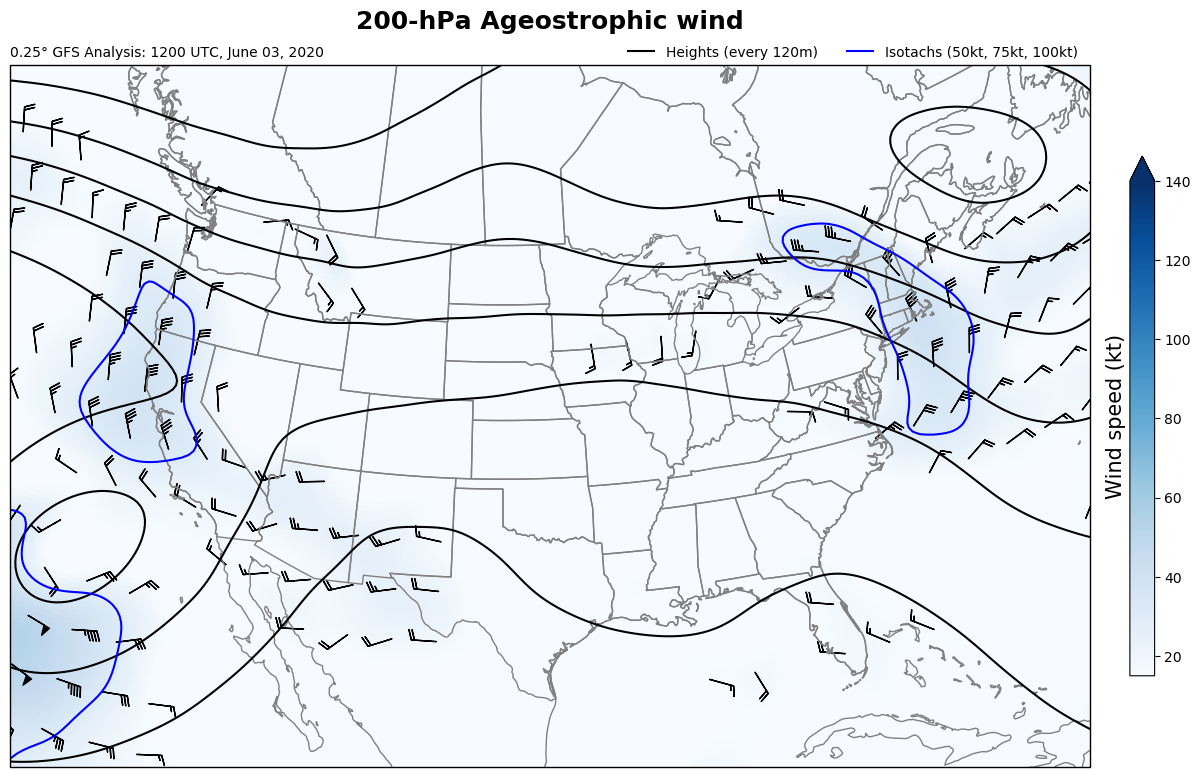 200-hPa Ageostrophic wind
0.25° GFS Analysis: 1200 UTC, June 03, 2020
Heights (every 120m)
Isotachs (50kt, 75kt, 100kt)
140
120
100
80
60
40
20
Wind speed (kt)